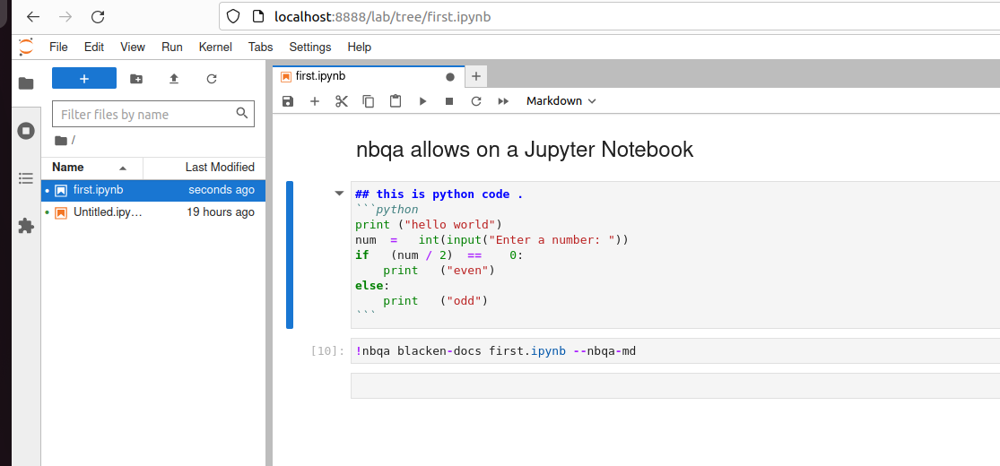 localhost:8888/lab/tree/first.ipynb
File Edit View Run Kernel Tabs Settings Help
first.ipynb
Markdown
Filter files by name
/
Name Last Modified
first.ipynb seconds ago
Untitled.ipy... 19 hours ago
nbqa allows on a Jupyter Notebook
## this is python code .
```python
print ("hello world")
num  =   int(input("Enter a number: "))
if   (num / 2)  ==    0:
    print   ("even")
else:
    print   ("odd")
```
[10]: !nbqa blacken-docs first.ipynb --nbqa-md